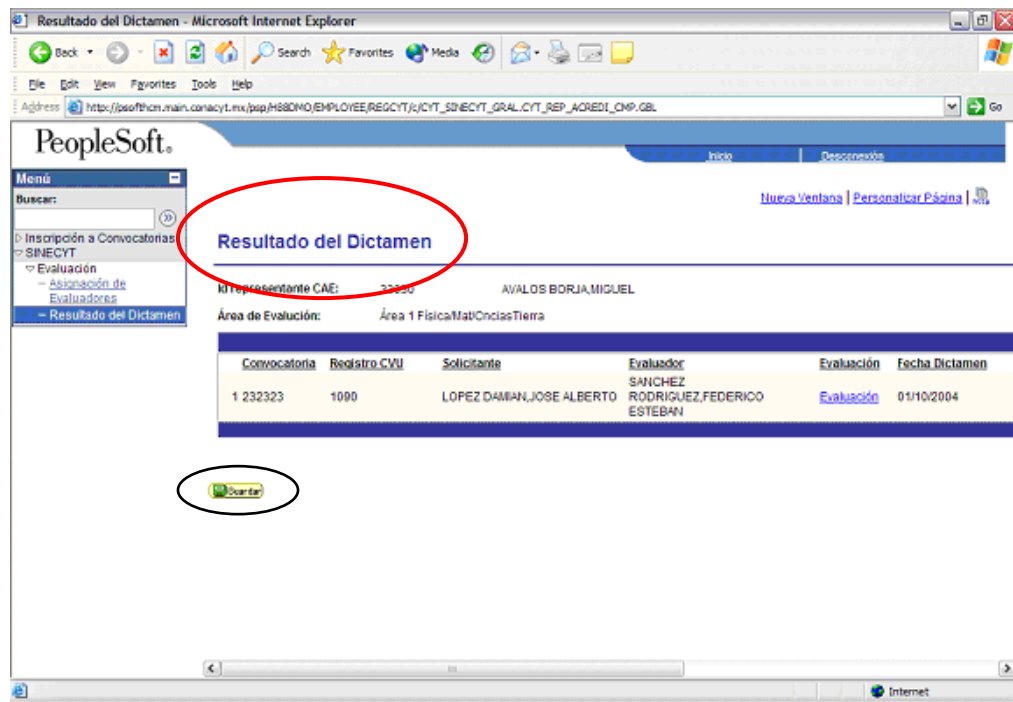 Resultado del Dictamen - Microsoft Internet Explorer
Back Search Favorites Media
File Edit View Favorites Tools Help
Address http://psofthcm.main.conacyt.mx/psp/H88DMO/EMPLOYEE/REGCYT/c/CYT_SINECYT_GRAL.CYT_REP_ACREDI_CMP.GBL Go
PeopleSoft.
Inicio Desconexión
Menú
Nueva Ventana | Personalizar Página |
Buscar:
Inscripción a Convocatorias
SINECYT
Evaluación
– Asignación de
Evaluadores
– Resultado del Dictamen
Resultado del Dictamen
Id representante CAE: AVALOS BORJA,MIGUEL
Área de Evalución: Área 1 Física/Mat/CnciasTierra
Convocatoria Registro CVU Solicitante Evaluador Evaluación Fecha Dictamen
1 232323 1090 LOPEZ DAMIAN,JOSE ALBERTO SANCHEZ RODRIGUEZ,FEDERICO ESTEBAN Evaluación 01/10/2004
Guardar
Internet